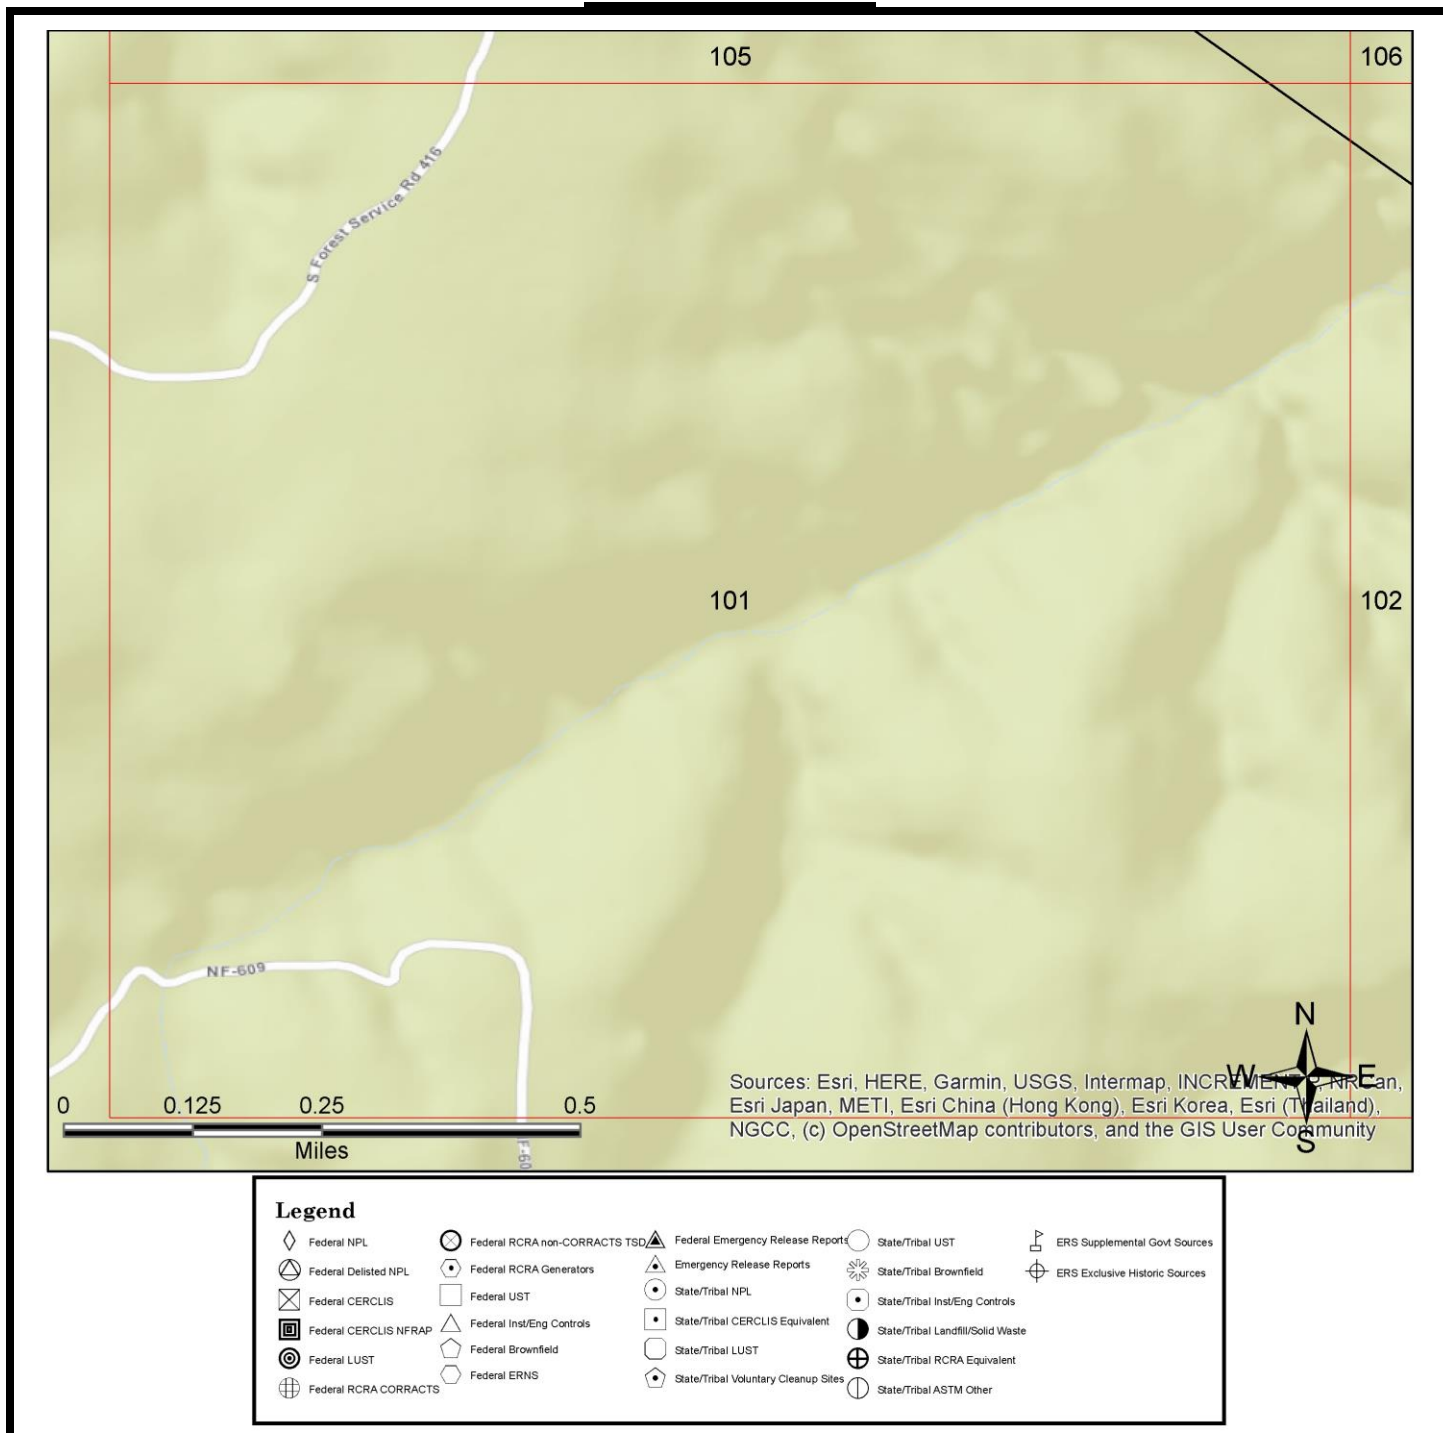 105
106
S Forest Service Rd 416
101
102
NF-609
N
W
E
S
Sources: Esri, HERE, Garmin, USGS, Intermap, INCREMENT P, NRCan,
Esri Japan, METI, Esri China (Hong Kong), Esri Korea, Esri (Thailand),
NGCC, (c) OpenStreetMap contributors, and the GIS User Community
0 0.125 0.25 0.5
Miles
F-60
Legend
Federal NPL
Federal Delisted NPL
Federal CERCLIS
Federal CERCLIS NFRAP
Federal LUST
Federal RCRA CORRACTS
Federal RCRA non-CORRACTS TSD
Federal RCRA Generators
Federal UST
Federal Inst/Eng Controls
Federal Brownfield
Federal ERNS
Federal Emergency Release Reports
Emergency Release Reports
State/Tribal NPL
State/Tribal CERCLIS Equivalent
State/Tribal LUST
State/Tribal Voluntary Cleanup Sites
State/Tribal UST
State/Tribal Brownfield
State/Tribal Inst/Eng Controls
State/Tribal Landfill/Solid Waste
State/Tribal RCRA Equivalent
State/Tribal ASTM Other
ERS Supplemental Govt Sources
ERS Exclusive Historic Sources